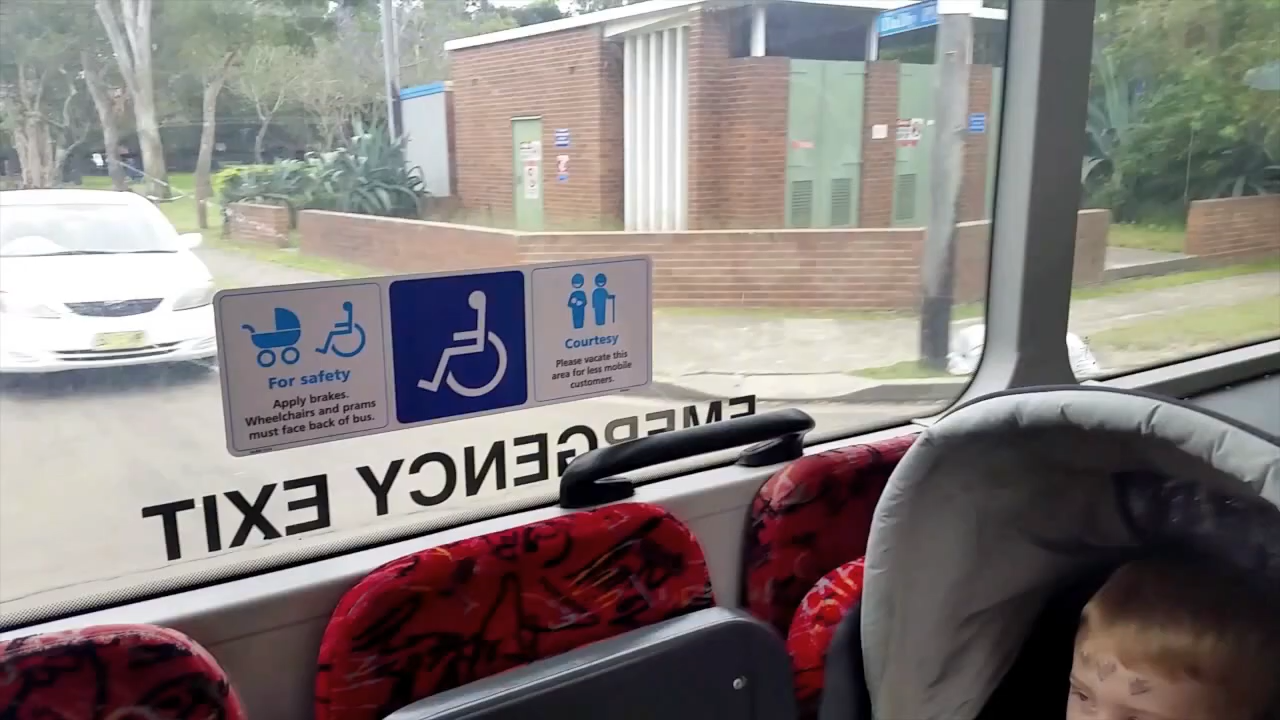 For safety
Apply brakes.
Wheelchairs and prams
must face back of bus.
Courtesy
Please vacate this
area for less mobile
customers.
EMERGENCY EXIT